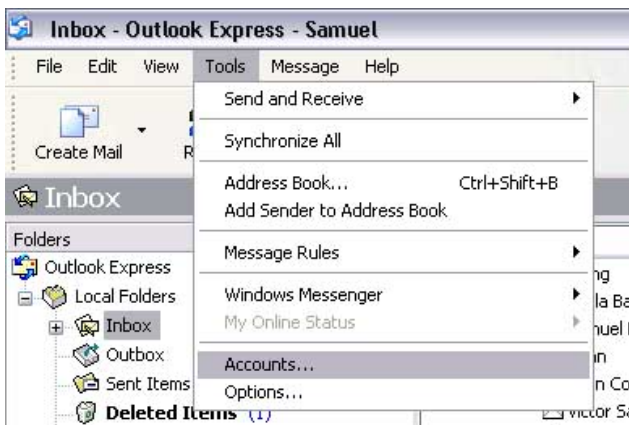 Inbox - Outlook Express - Samuel
File Edit View Tools Message Help
Send and Receive
Create Mail
Synchronize All
Address Book... Ctrl+Shift+B
Add Sender to Address Book
Inbox
Folders
Message Rules
Outlook Express
Local Folders
Windows Messenger
Inbox
My Online Status
Outbox
Accounts...
Sent Items
Options...
Deleted Items (1)
Victor Sa